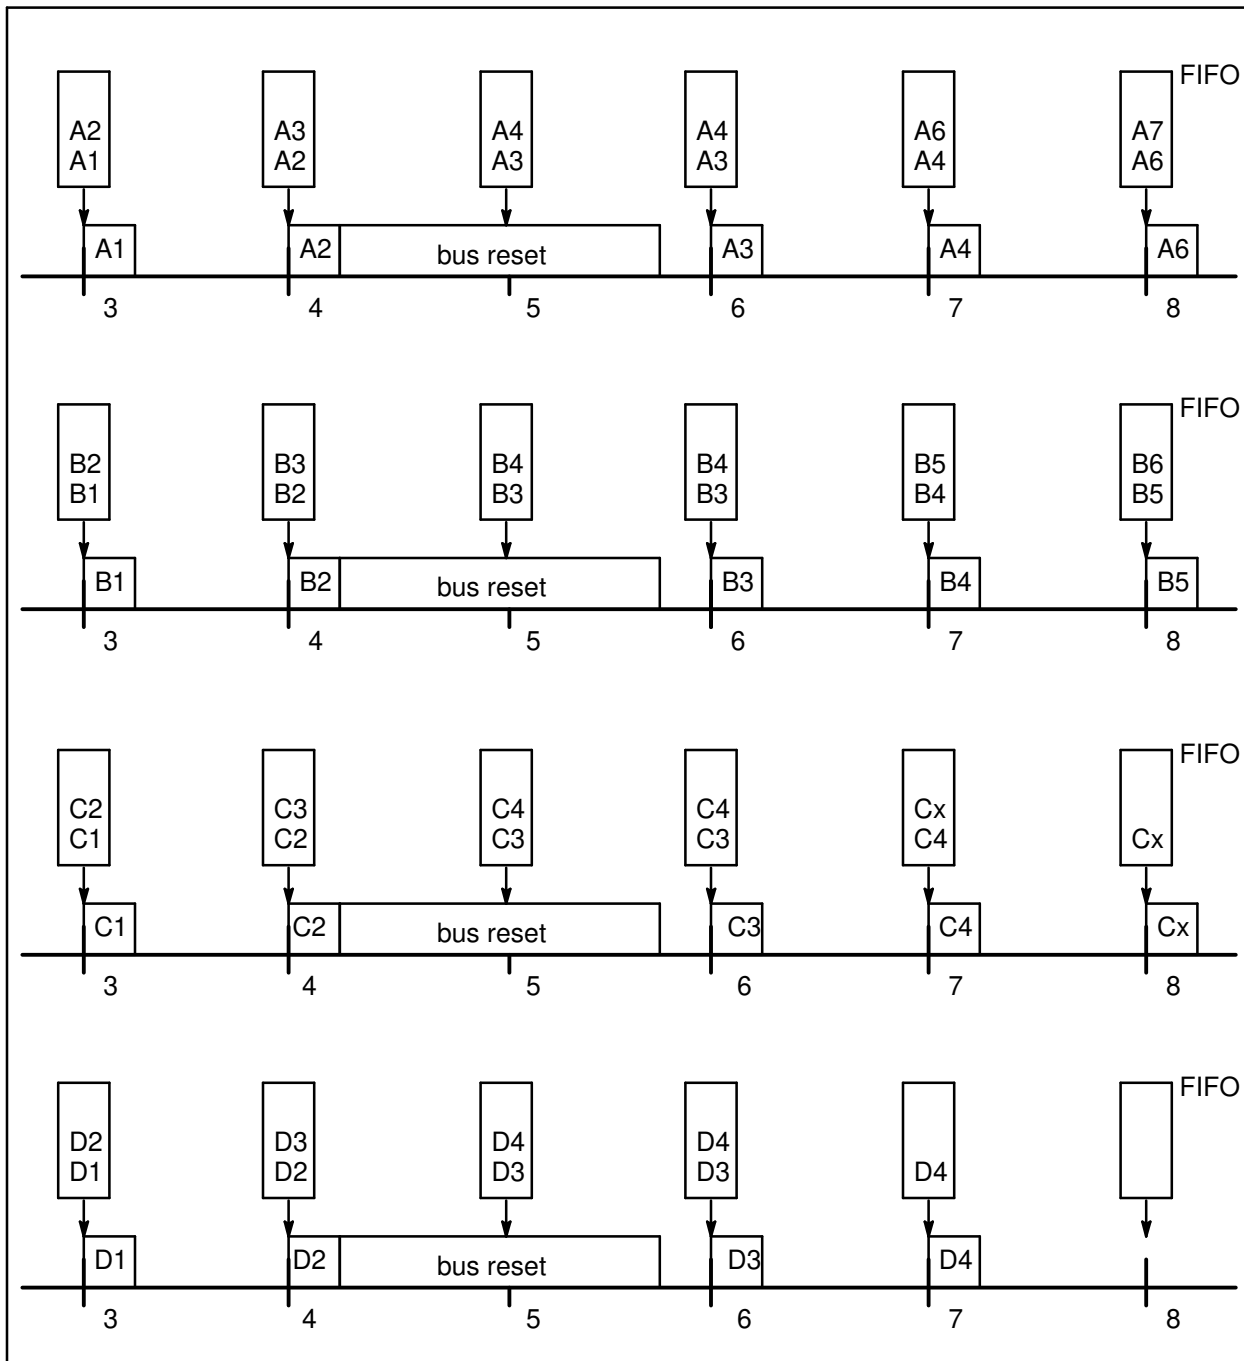 FIFO
A2 A3 A4 A4 A6 A7
A1 A2 A3 A3 A4 A6
A1 A2 bus reset A3 A4 A6
3 4 5 6 7 8
FIFO
B2 B3 B4 B4 B5 B6
B1 B2 B3 B3 B4 B5
B1 B2 bus reset B3 B4 B5
3 4 5 6 7 8
FIFO
C2 C3 C4 C4 Cx
C1 C2 C3 C3 C4 Cx
C1 C2 bus reset C3 C4 Cx
3 4 5 6 7 8
FIFO
D2 D3 D4 D4
D1 D2 D3 D3 D4
D1 D2 bus reset D3 D4
3 4 5 6 7 8